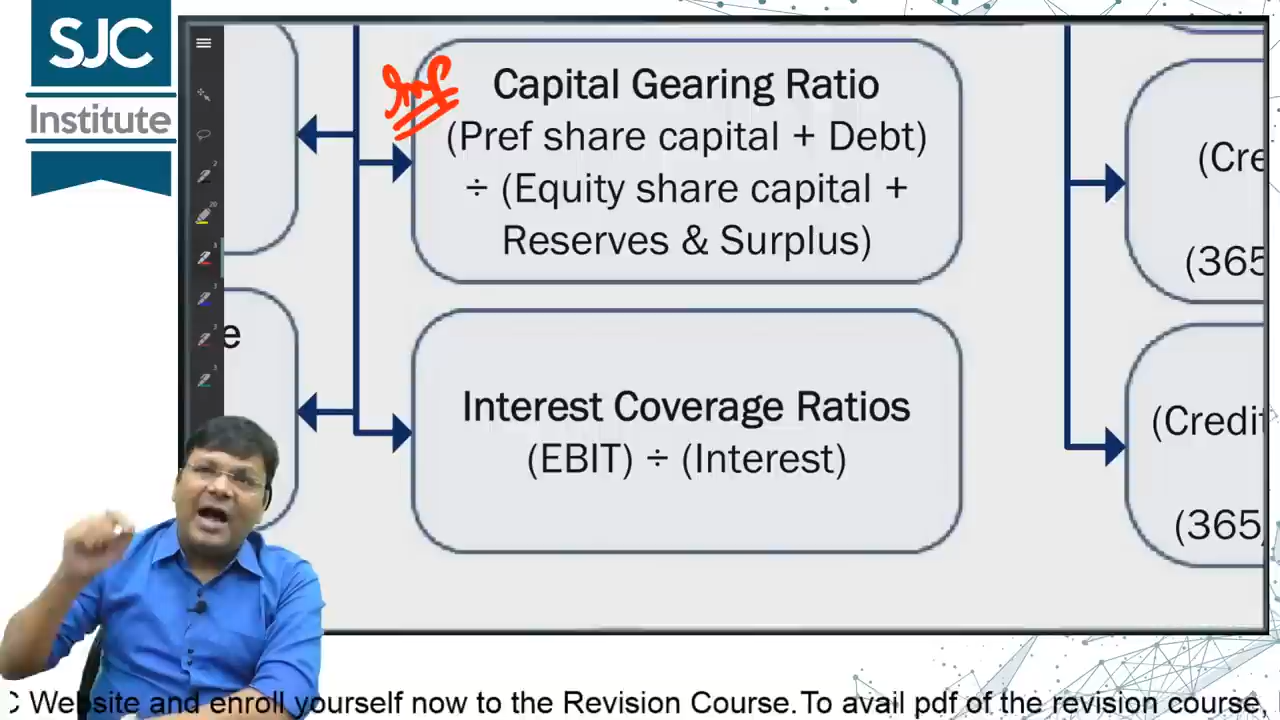 SJC
Institute
Imp
Capital Gearing Ratio
(Pref share capital + Debt)
÷ (Equity share capital +
Reserves & Surplus)
Interest Coverage Ratios
(EBIT) ÷ (Interest)
e
(Cre
(365
(Credit
(365
Website and enroll yourself now to the Revision Course. To avail pdf of the revision course,